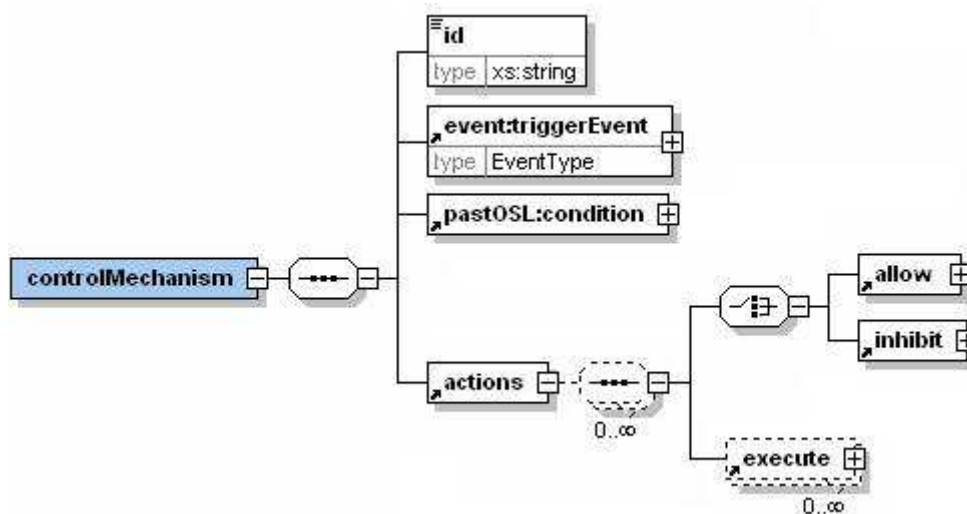 id
type xs:string
event:triggerEvent
type EventType
pastOSL:condition
controlMechanism
allow
inhibit
actions
0..∞
execute
0..∞